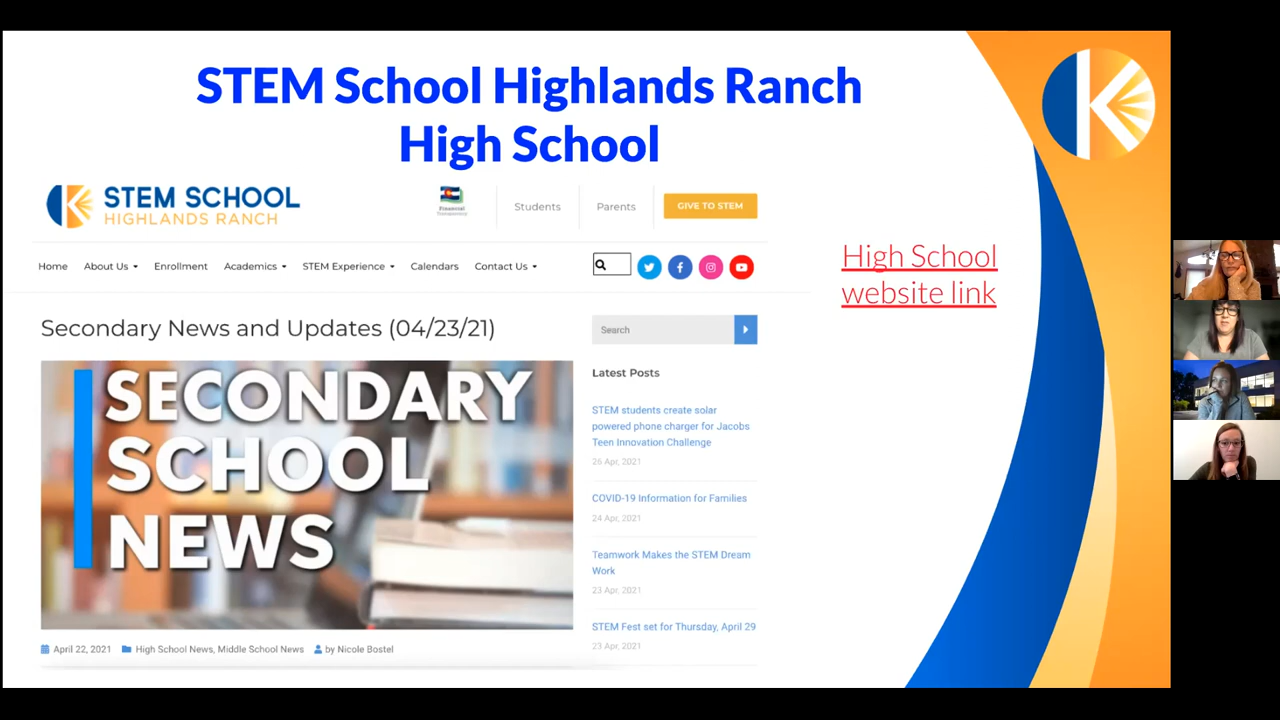 STEM School Highlands Ranch
High School
STEM SCHOOL
HIGHLANDS RANCH
Financial
Transparency
Students
Parents
GIVE TO STEM
Home
About Us
Enrollment
Academics
STEM Experience
Calendars
Contact Us
High School
website link
Secondary News and Updates (04/23/21)
SECONDARY
SCHOOL
NEWS
April 22, 2021
High School News, Middle School News
by Nicole Bostel
Search
Latest Posts
STEM students create solar
powered phone charger for Jacobs
Teen Innovation Challenge
26 Apr, 2021
COVID-19 Information for Families
24 Apr, 2021
Teamwork Makes the STEM Dream
Work
23 Apr, 2021
STEM Fest set for Thursday, April 29
23 Apr, 2021